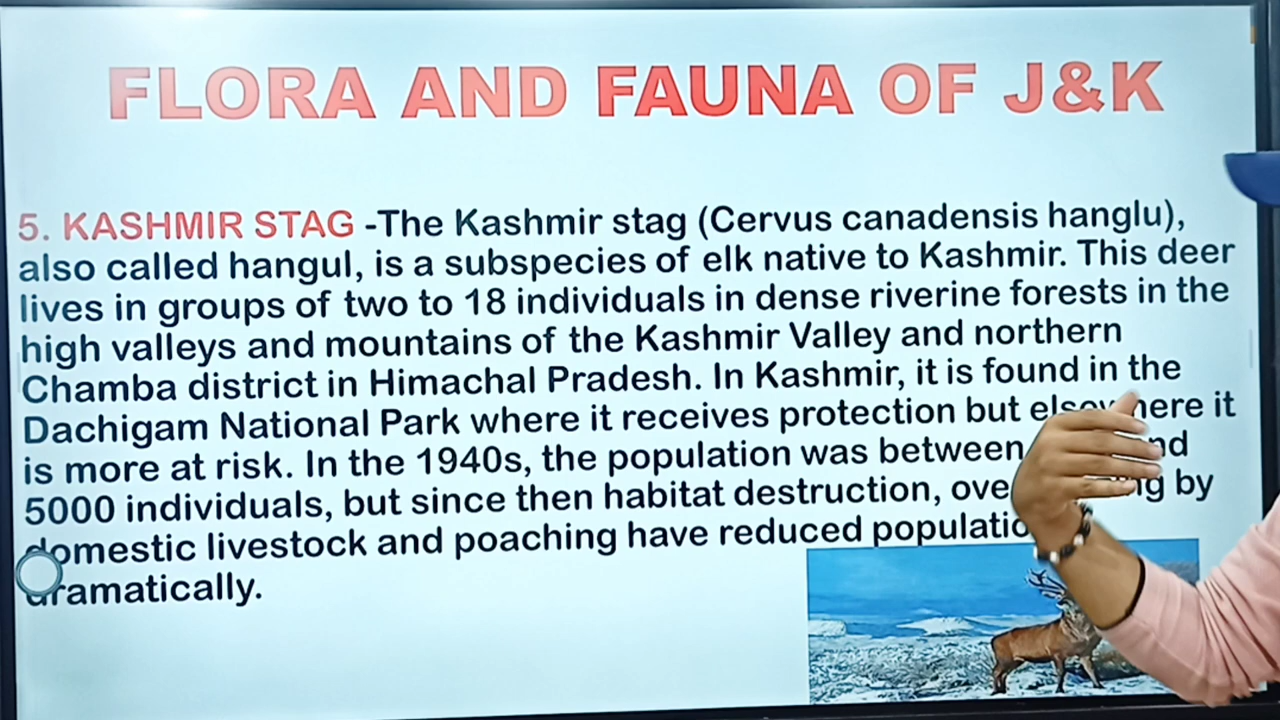 FLORA AND FAUNA OF J&K
5. KASHMIR STAG -The Kashmir stag (Cervus canadensis hanglu),
also called hangul, is a subspecies of elk native to Kashmir. This deer
lives in groups of two to 18 individuals in dense riverine forests in the
high valleys and mountains of the Kashmir Valley and northern
Chamba district in Himachal Pradesh. In Kashmir, it is found in the
Dachigam National Park where it receives protection but elsewhere it
is more at risk. In the 1940s, the population was between
5000 individuals, but since then habitat destruction, by
domestic livestock and poaching have reduced
dramatically.